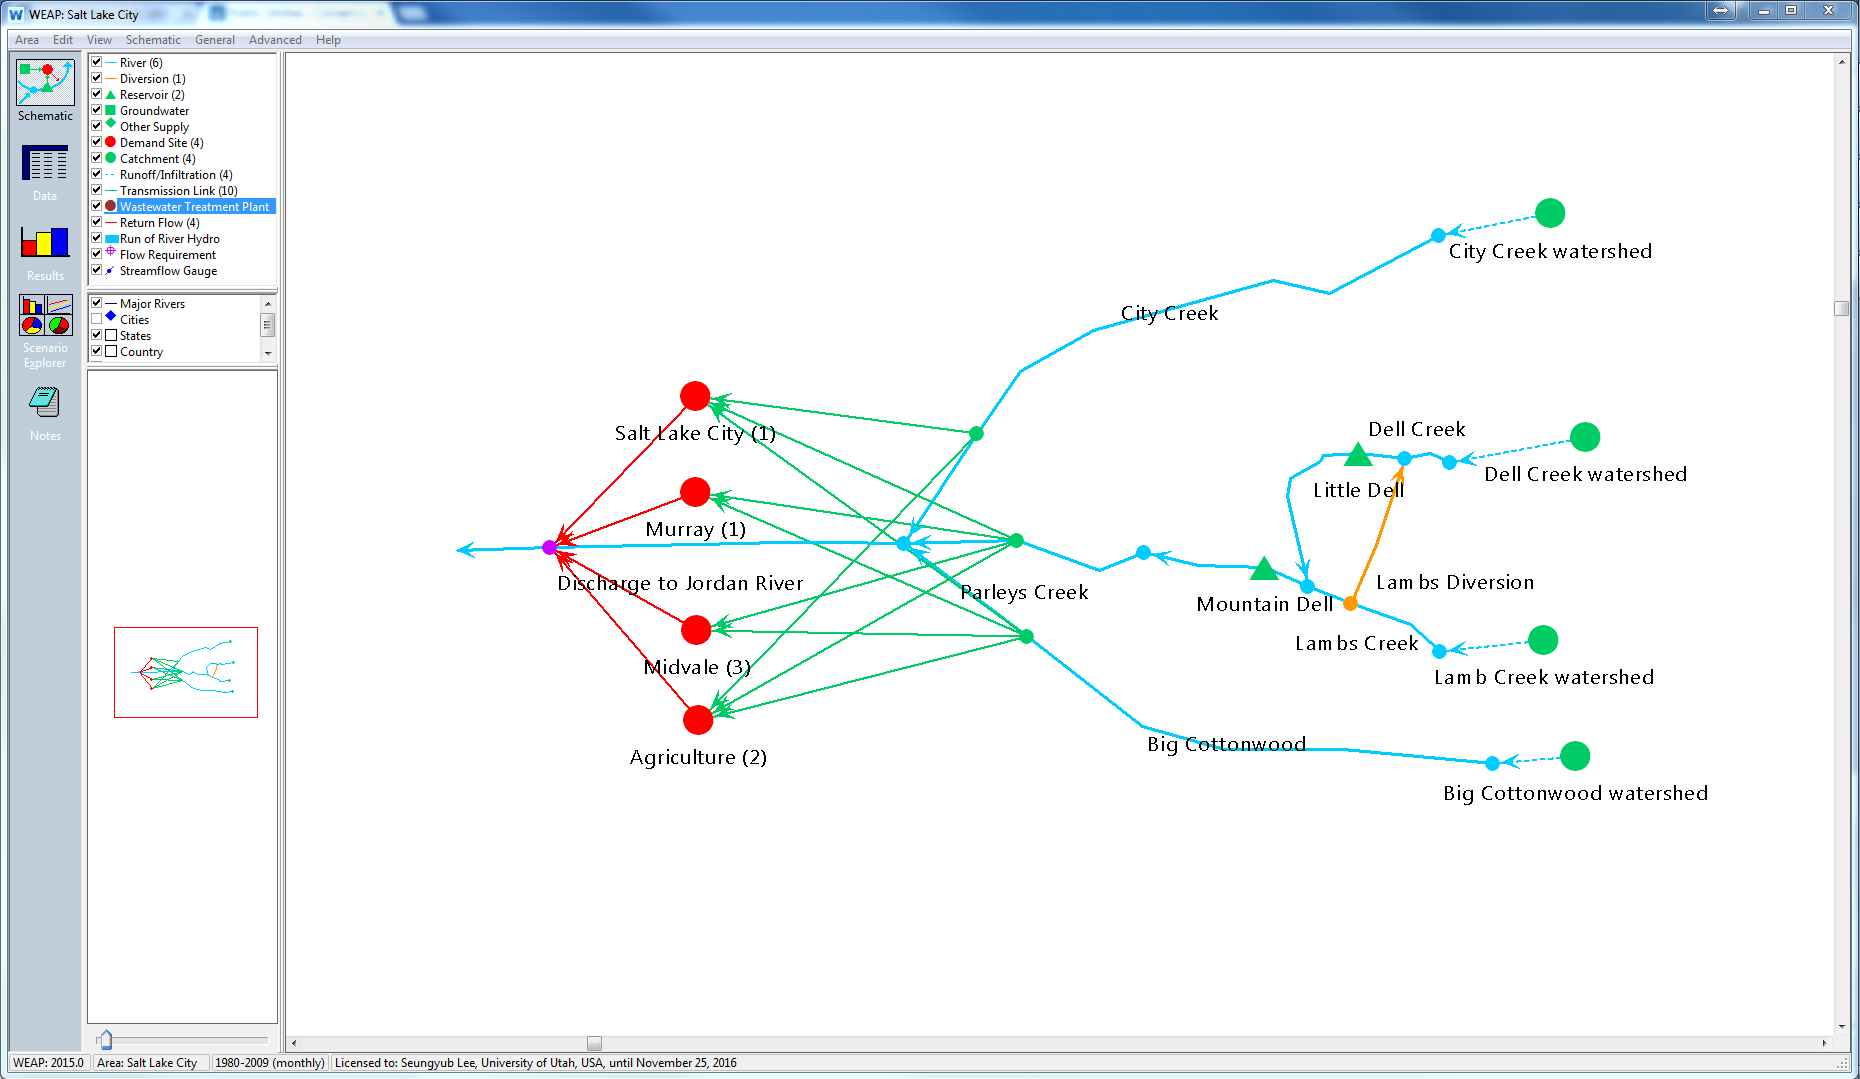 WEAP: Salt Lake City
Area Edit View Schematic General Advanced Help
Schematic
Data
Results
Scenario
Explorer
Notes
River (6)
Diversion (1)
Reservoir (2)
Groundwater
Other Supply
Demand Site (4)
Catchment (4)
Runoff/Infiltration (4)
Transmission Link (10)
Wastewater Treatment Plant
Return Flow (4)
Run of River Hydro
Flow Requirement
Streamflow Gauge
Major Rivers
Cities
States
Country
City Creek watershed
City Creek
Dell Creek
Salt Lake City (1)
Dell Creek watershed
Little Dell
Murray (1)
Discharge to Jordan River
Lambs Diversion
Parleys Creek
Mountain Dell
Lambs Creek
Midvale (3)
Lamb Creek watershed
Big Cottonwood
Agriculture (2)
Big Cottonwood watershed
WEAP: 2015.0 Area: Salt Lake City 1980-2009 (monthly) Licensed to: Seungyub Lee, University of Utah, USA, until November 25, 2016